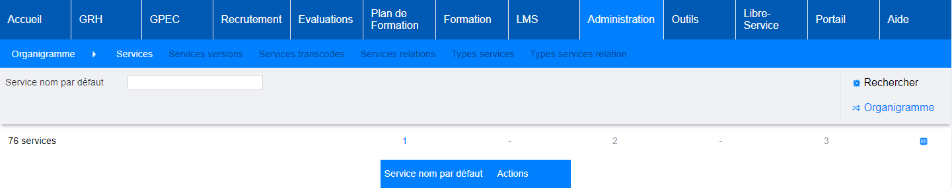 Accueil GRH GPEC Recrutement Evaluations Plan de Formation Formation LMS Administration Outils Libre-Service Portail Aide
Organigramme Services Services versions Services transcodes Services relations Types services Types services relation
Service nom par défaut
Rechercher
Organigramme
76 services 1 - 2 - 3
Service nom par défaut Actions